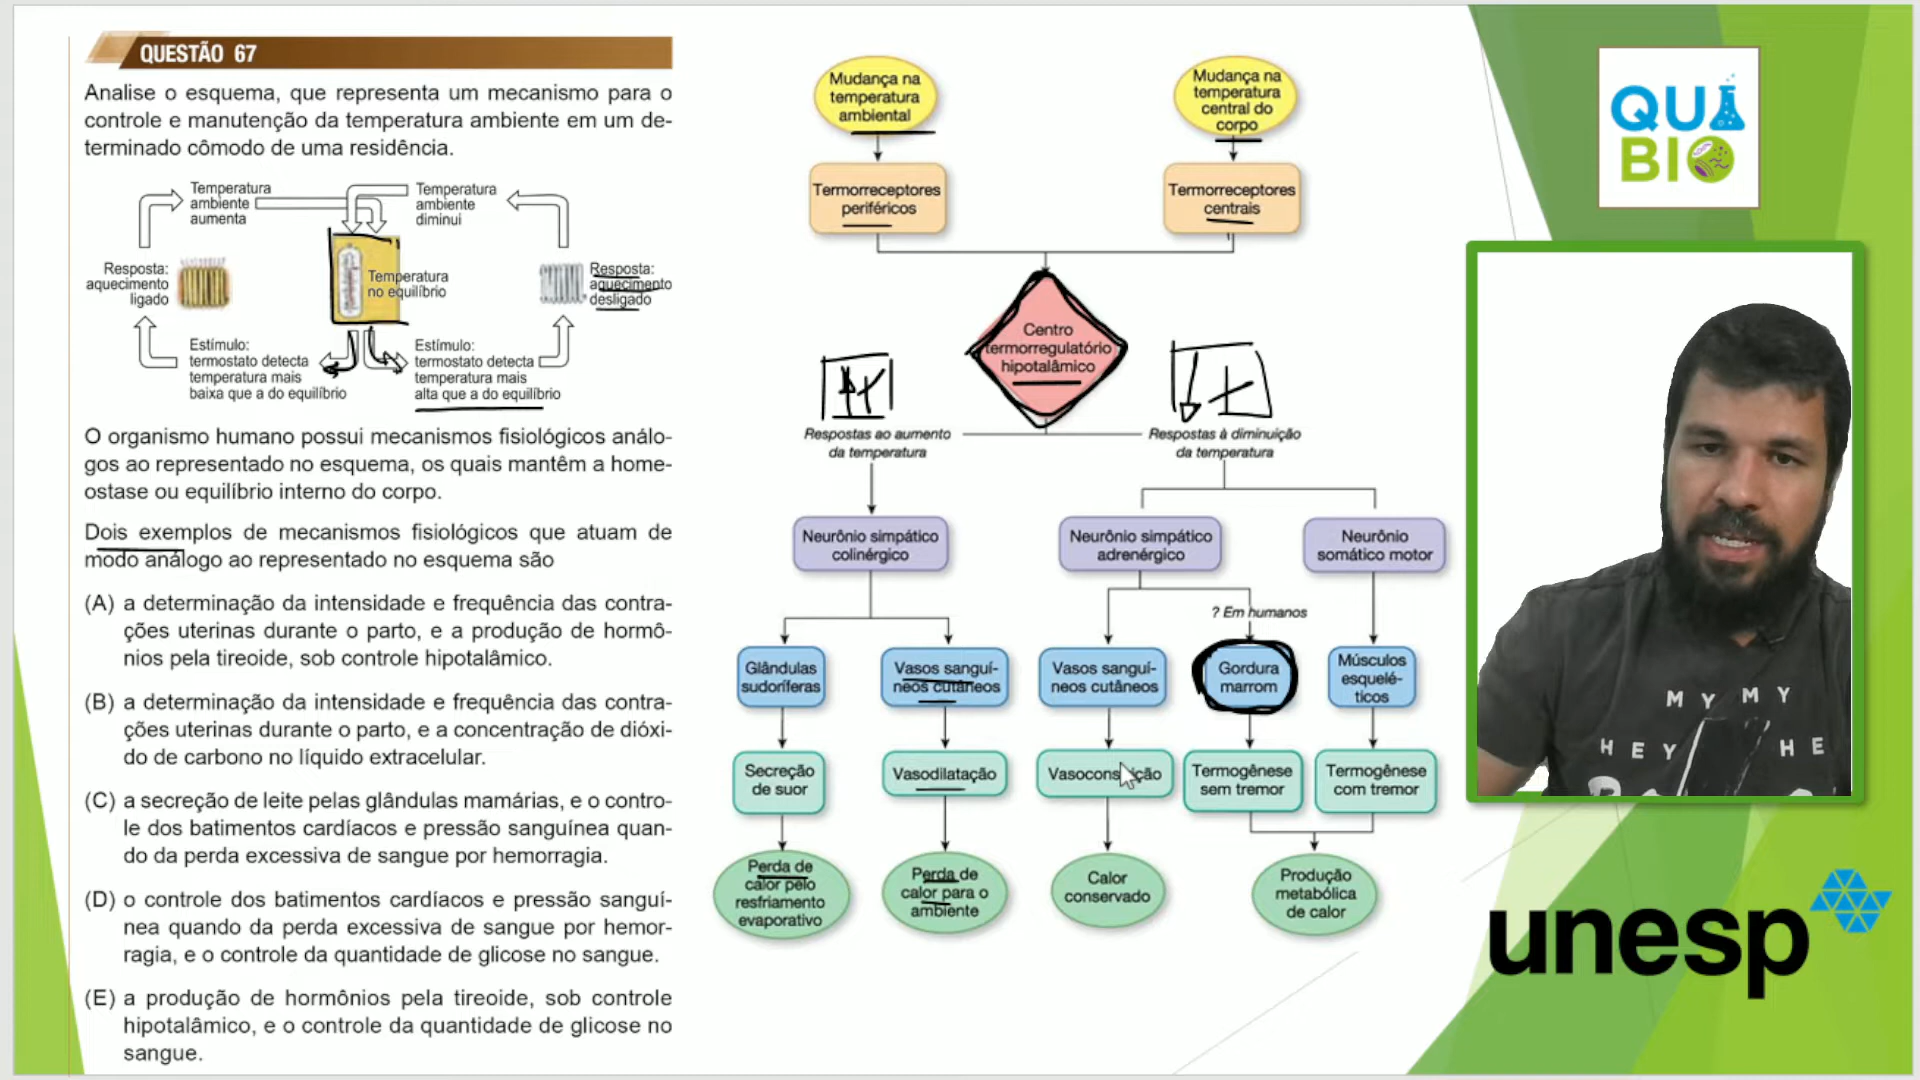 QUESTÃO 67
Analise o esquema, que representa um mecanismo para o
controle e manutenção da temperatura ambiente em um de-
terminado cômodo de uma residência.
Temperatura
ambiente
aumenta
Temperatura
ambiente
diminui
Resposta:
aquecimento
ligado
Temperatura
no equilíbrio
Resposta:
aquecimento
desligado
Estímulo:
termostato detecta
temperatura mais
baixa que a do equilíbrio
Estímulo:
termostato detecta
temperatura mais
alta que a do equilíbrio
O organismo humano possui mecanismos fisiológicos análo-
gos ao representado no esquema, os quais mantêm a home-
ostase ou equilíbrio interno do corpo.
Dois exemplos de mecanismos fisiológicos que atuam de
modo análogo ao representado no esquema são
(A) a determinação da intensidade e frequência das contra-
ções uterinas durante o parto, e a produção de hormô-
nios pela tireoide, sob controle hipotalâmico.
(B) a determinação da intensidade e frequência das contra-
ções uterinas durante o parto, e a concentração de dióxi-
do de carbono no líquido extracelular.
(C) a secreção de leite pelas glândulas mamárias, e o contro-
le dos batimentos cardíacos e pressão sanguínea quan-
do da perda excessiva de sangue por hemorragia.
(D) o controle dos batimentos cardíacos e pressão sanguí-
nea quando da perda excessiva de sangue por hemor-
ragia, e o controle da quantidade de glicose no sangue.
(E) a produção de hormônios pela tireoide, sob controle
hipotalâmico, e o controle da quantidade de glicose no
sangue.
Mudança na
temperatura
ambiental
Mudança na
temperatura
central do
corpo
Termorreceptores
periféricos
Termorreceptores
centrais
Centro
termorregulatório
hipotalâmico
Respostas ao aumento
da temperatura
Respostas à diminuição
da temperatura
Neurônio simpático
colinérgico
Neurônio simpático
adrenérgico
Neurônio
somático motor
? Em humanos
Glândulas
sudoríferas
Vasos sanguí-
neos cutâneos
Vasos sanguí-
neos cutâneos
Gordura
marrom
Músculos
esquelé-
ticos
Secreção
de suor
Vasodilatação
Termogênese
sem tremor
Termogênese
com tremor
Perda de
calor pelo
resfriamento
evaporativo
Perda de
calor para o
ambiente
Calor
conservado
Produção
metabólica
de calor
QUÍ
BIO
MY MY
HEY HE
unesp